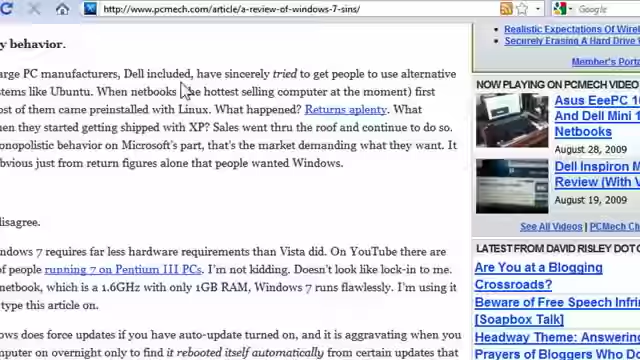 http://www.pcmech.com/article/a-review-of-windows-7-sins/
Google
y behavior.
arge PC manufacturers, Dell included, have sincerely tried to get people to use alternative
stems like Ubuntu. When netbooks (the hottest selling computer at the moment) first
ost of them came preinstalled with Linux. What happened? Returns aplenty. What
hen they started getting shipped with XP? Sales went thru the roof and continue to do so.
onopolistic behavior on Microsoft's part, that's the market demanding what they want. It
bvious just from return figures alone that people wanted Windows.
disagree.
ndows 7 requires far less hardware requirements than Vista did. On YouTube there are
of people running 7 on Pentium III PCs. I'm not kidding. Doesn't look like lock-in to me.
netbook, which is a 1.6GHz with only 1GB RAM, Windows 7 runs flawlessly. I'm using it
type this article on.
ows does force updates if you have auto-update turned on, and it is aggravating when you
mputer on overnight only to find it rebooted itself automatically from certain updates that
Realistic Expectations Of Wire
Securely Erasing A Hard Drive W
Member's Portal
NOW PLAYING ON PCMECH VIDEO
Asus EeePC 10
And Dell Mini 1
Netbooks
August 28, 2009
Dell Inspiron M
Review (With V
August 19, 2009
See All Videos | PCMech C
LATEST FROM DAVID RISLEY DOT C
Are You at a Blogging
Crossroads?
Beware of Free Speech Infrin
[Soapbox Talk]
Headway Theme: Answering
Prayers of Bloggers Who Do